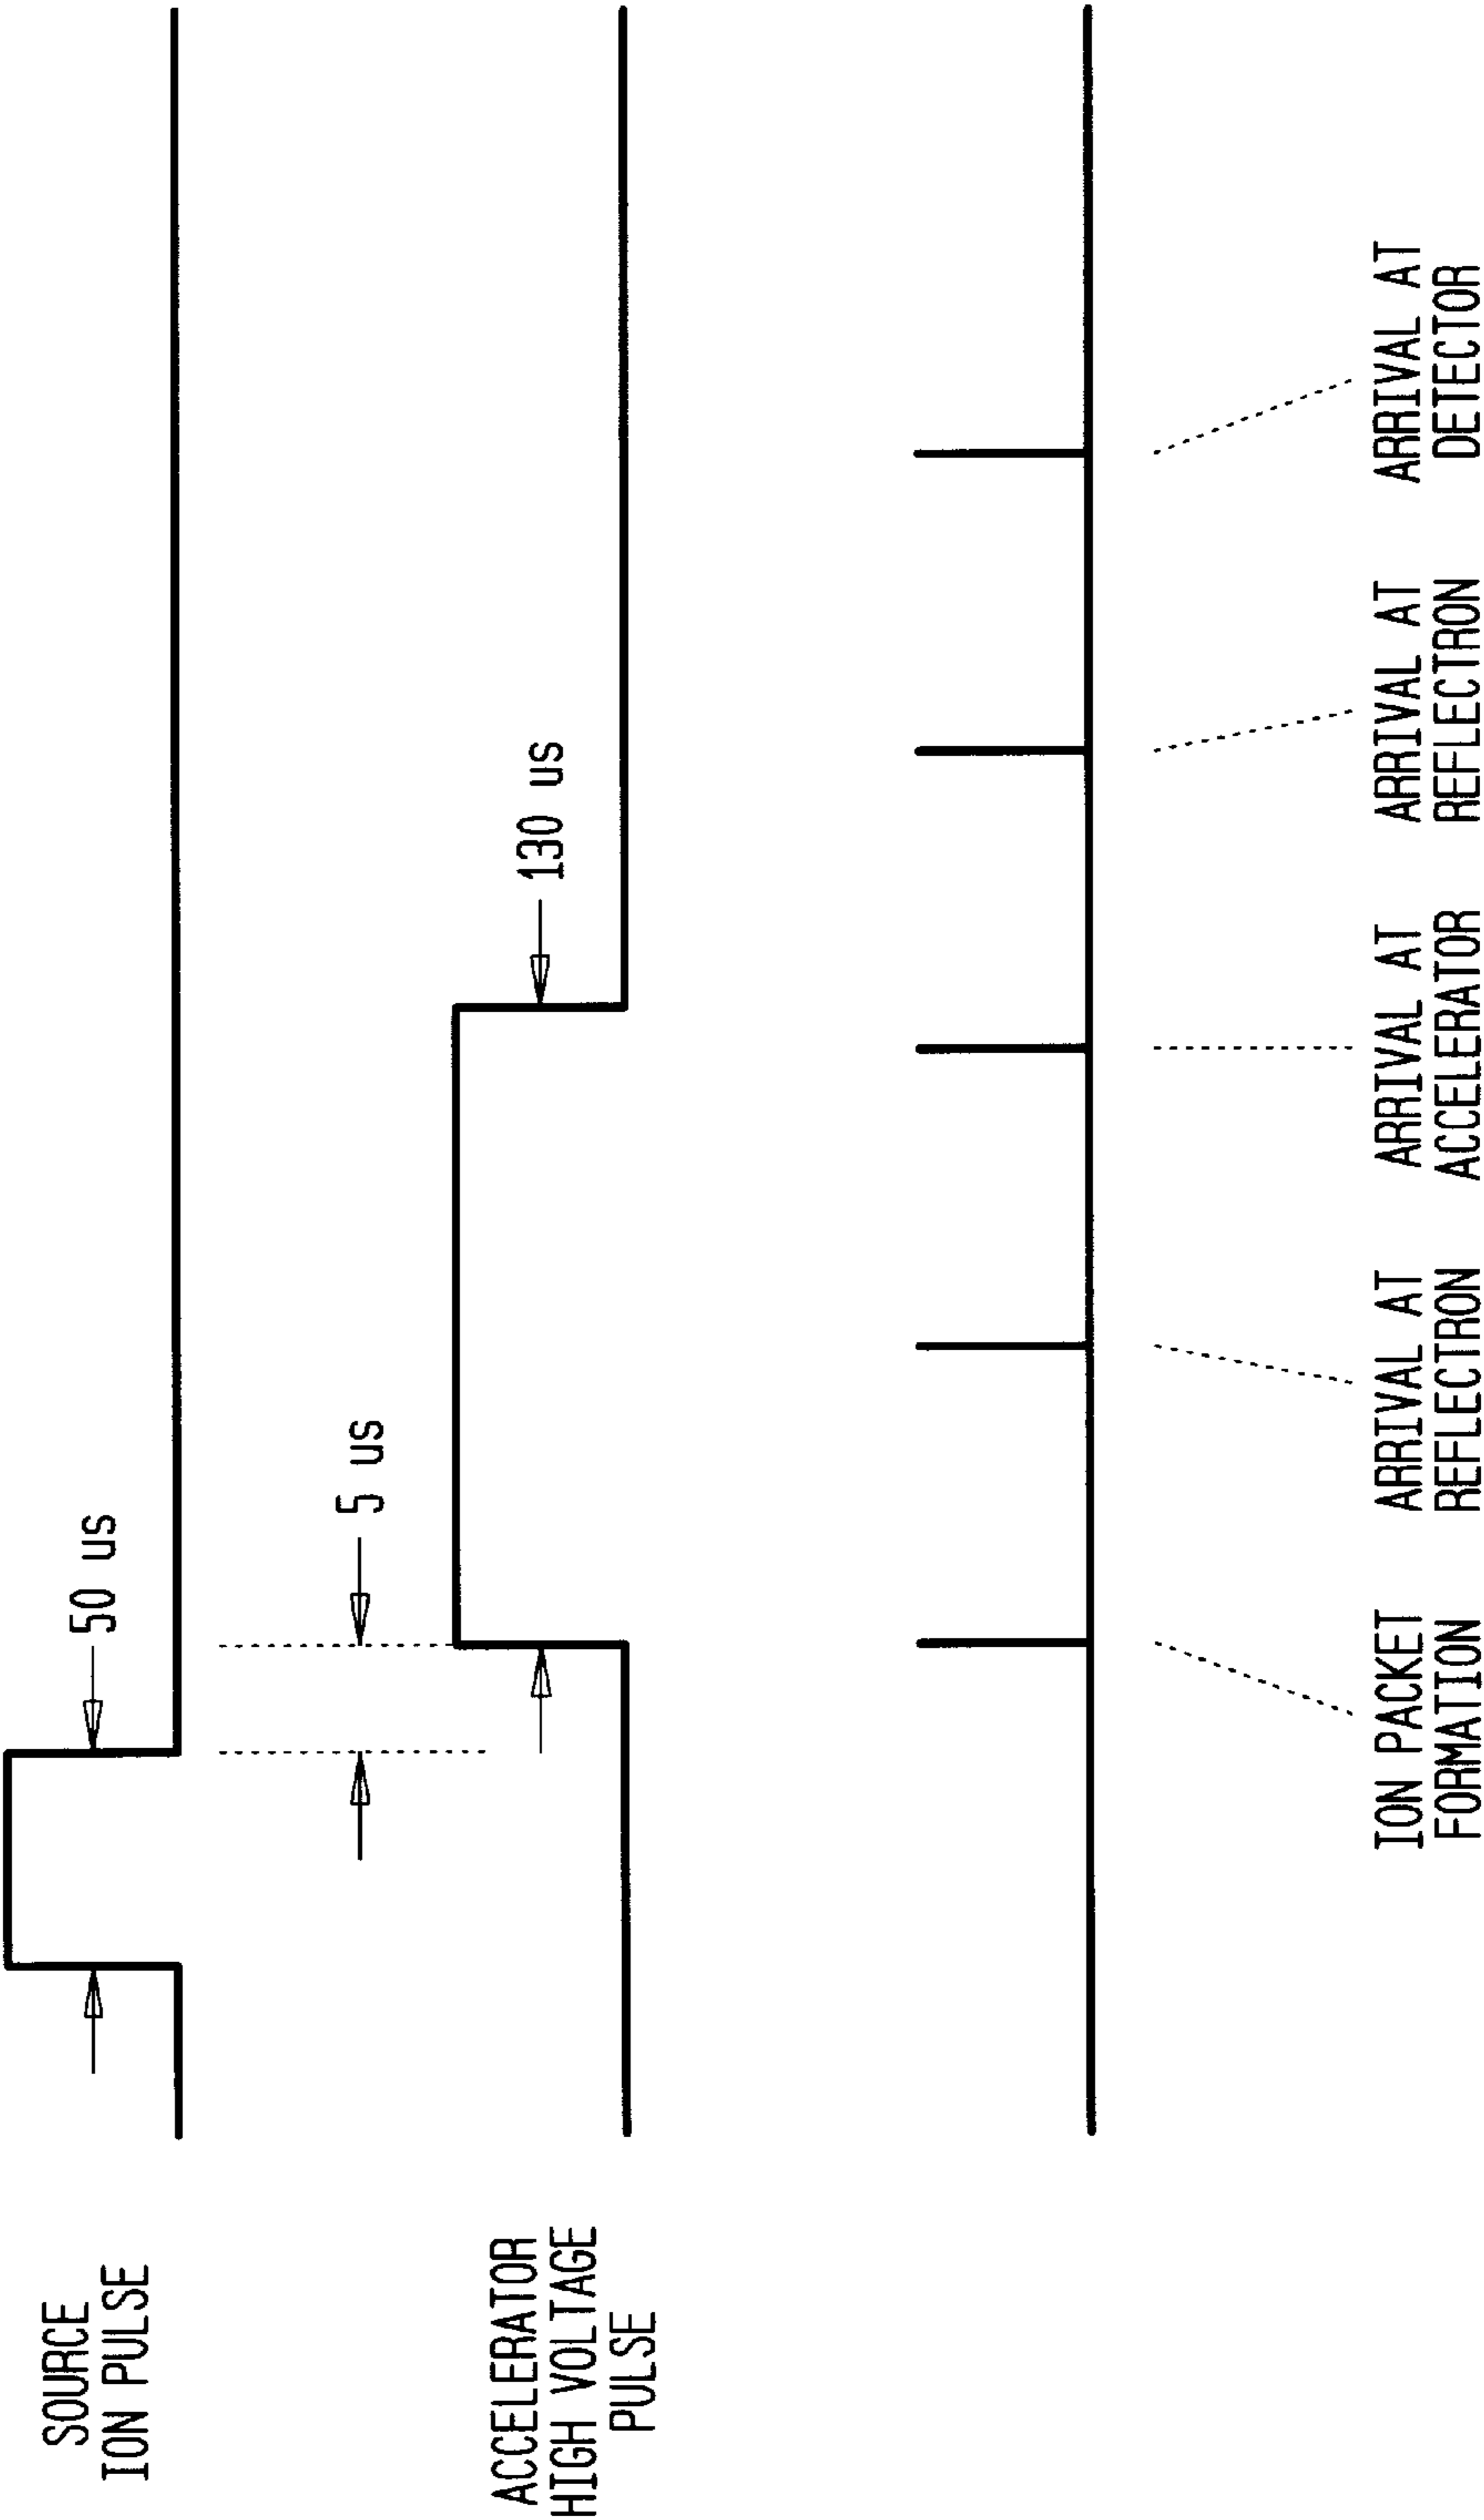 SOURCE
ION PULSE
50 us
5 us
ACCELERATOR
HIGH VOLTAGE
PULSE
130 us
ION PACKET
FORMATION
ARRIVAL AT
REFLECTRON
ARRIVAL AT
ACCELERATOR
ARRIVAL AT
REFLECTRON
ARRIVAL AT
DETECTOR